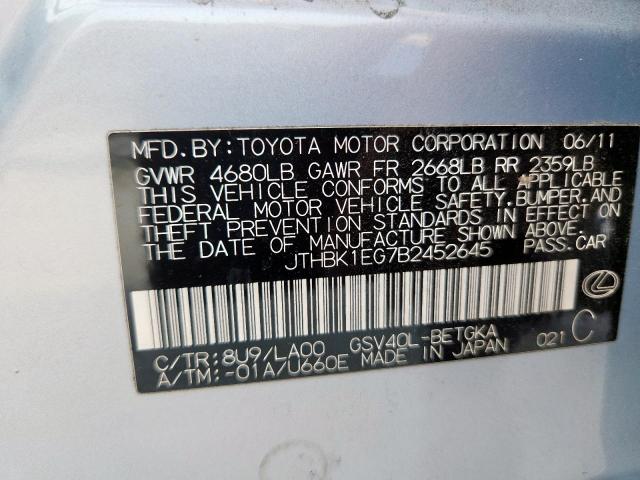 MFD.BY:TOYOTA MOTOR CORPORATION 06/11
GVWR 4680LB GAWR FR 2668LB RR 2359LB
THIS VEHICLE CONFORMS TO ALL APPLICABLE
FEDERAL MOTOR VEHICLE SAFETY,BUMPER,AND
THEFT PREVENTION STANDARDS IN EFFECT ON
THE DATE OF MANUFACTURE SHOWN ABOVE.
JTHBK1EG7B2452645 PASS.CAR
C/TR:8U9/LA00 GSV40L-BETGKA 021 C
A/TM:-01A/U660E MADE IN JAPAN